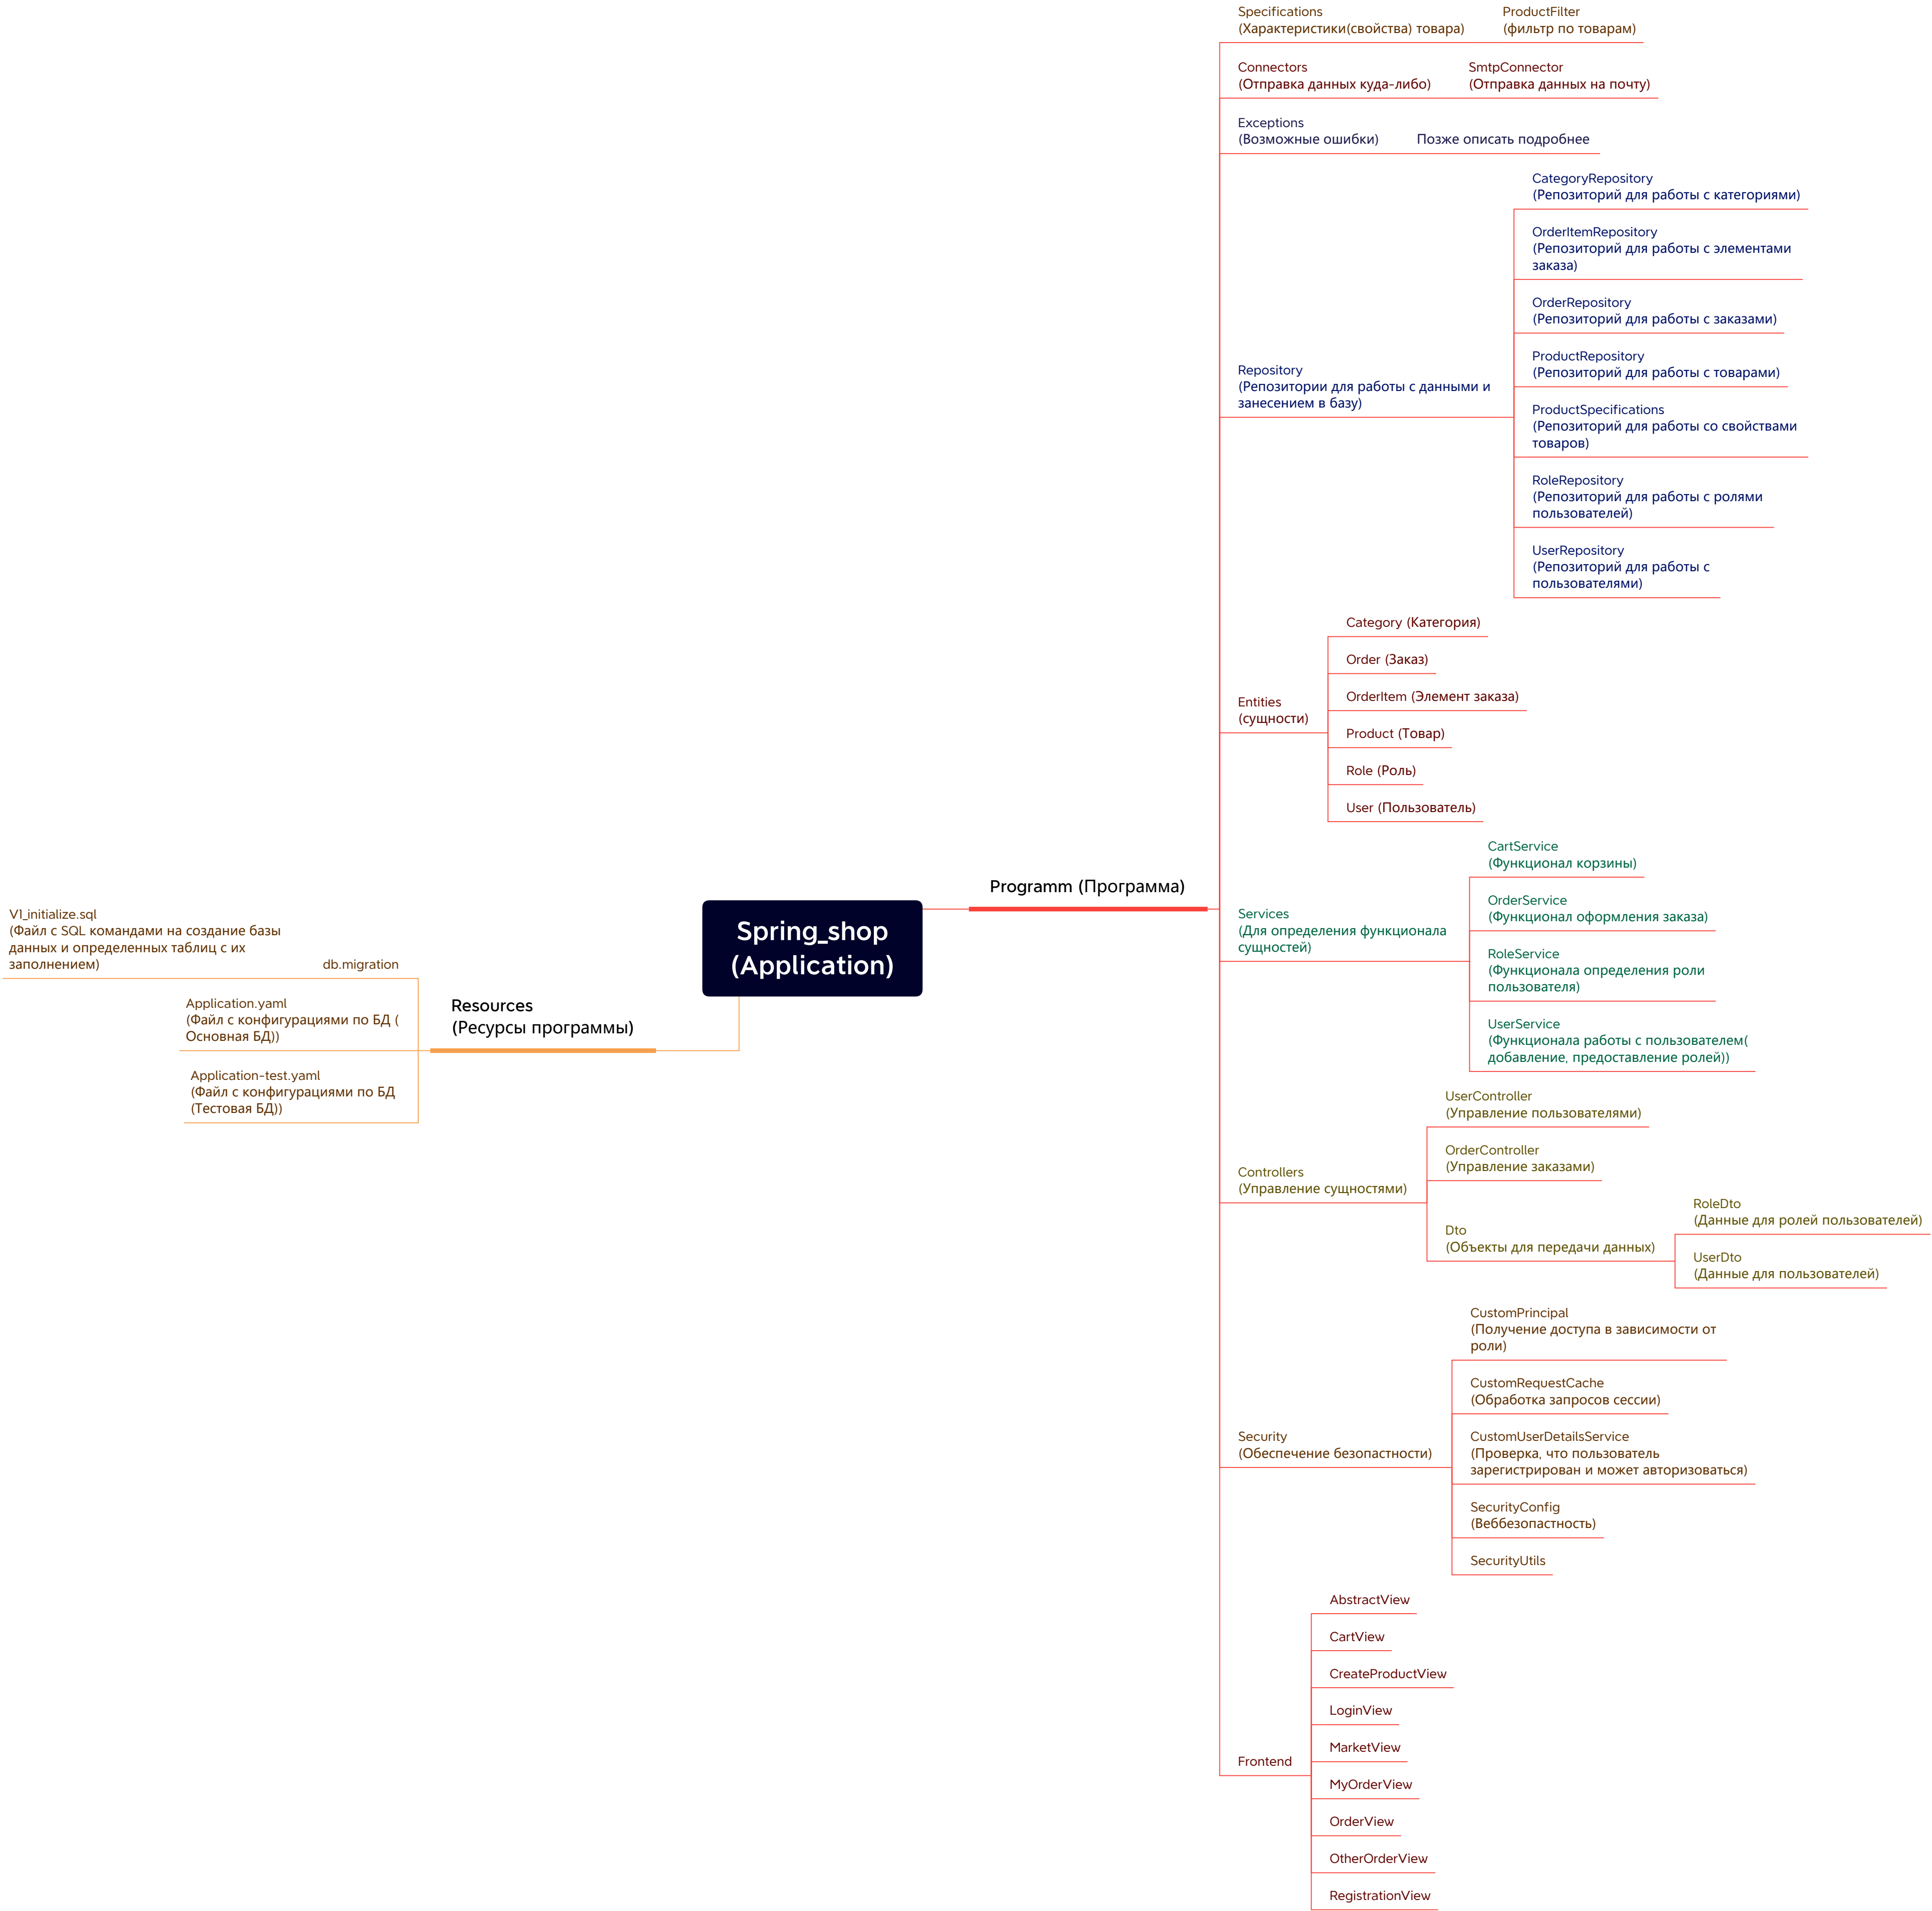 Spring_shop
(Application)
Programm (Программа)
Specifications
(Характеристики(свойства) товара)
ProductFilter
(фильтр по товарам)
Connectors
(Отправка данных куда-либо)
SmtpConnector
(Отправка данных на почту)
Exceptions
(Возможные ошибки)
Позже описать подробнее
Repository
(Репозитории для работы с данными и
занесением в базу)
CategoryRepository
(Репозиторий для работы с категориями)
OrderItemRepository
(Репозиторий для работы с элементами
заказа)
OrderRepository
(Репозиторий для работы с заказами)
ProductRepository
(Репозиторий для работы с товарами)
ProductSpecifications
(Репозиторий для работы со свойствами
товаров)
RoleRepository
(Репозиторий для работы с ролями
пользователей)
UserRepository
(Репозиторий для работы с
пользователями)
Entities
(сущности)
Category (Категория)
Order (Заказ)
OrderItem (Элемент заказа)
Product (Товар)
Role (Роль)
User (Пользователь)
Services
(Для определения функционала
сущностей)
CartService
(Функционал корзины)
OrderService
(Функционал оформления заказа)
RoleService
(Функционала определения роли
пользователя)
UserService
(Функционала работы с пользователем(
добавление, предоставление ролей))
Controllers
(Управление сущностями)
UserController
(Управление пользователями)
OrderController
(Управление заказами)
Dto
(Объекты для передачи данных)
RoleDto
(Данные для ролей пользователей)
UserDto
(Данные для пользователей)
Security
(Обеспечение безопастности)
CustomPrincipal
(Получение доступа в зависимости от
роли)
CustomRequestCache
(Обработка запросов сессии)
CustomUserDetailsService
(Проверка, что пользователь
зарегистрирован и может авторизоваться)
SecurityConfig
(Веббезопастность)
SecurityUtils
Frontend
AbstractView
CartView
CreateProductView
LoginView
MarketView
MyOrderView
OrderView
OtherOrderView
RegistrationView
Resources
(Ресурсы программы)
db.migration
V1_initialize.sql
(Файл с SQL командами на создание базы
данных и определенных таблиц с их
заполнением)
Application.yaml
(Файл с конфигурациями по БД (
Основная БД))
Application-test.yaml
(Файл с конфигурациями по БД
(Тестовая БД))